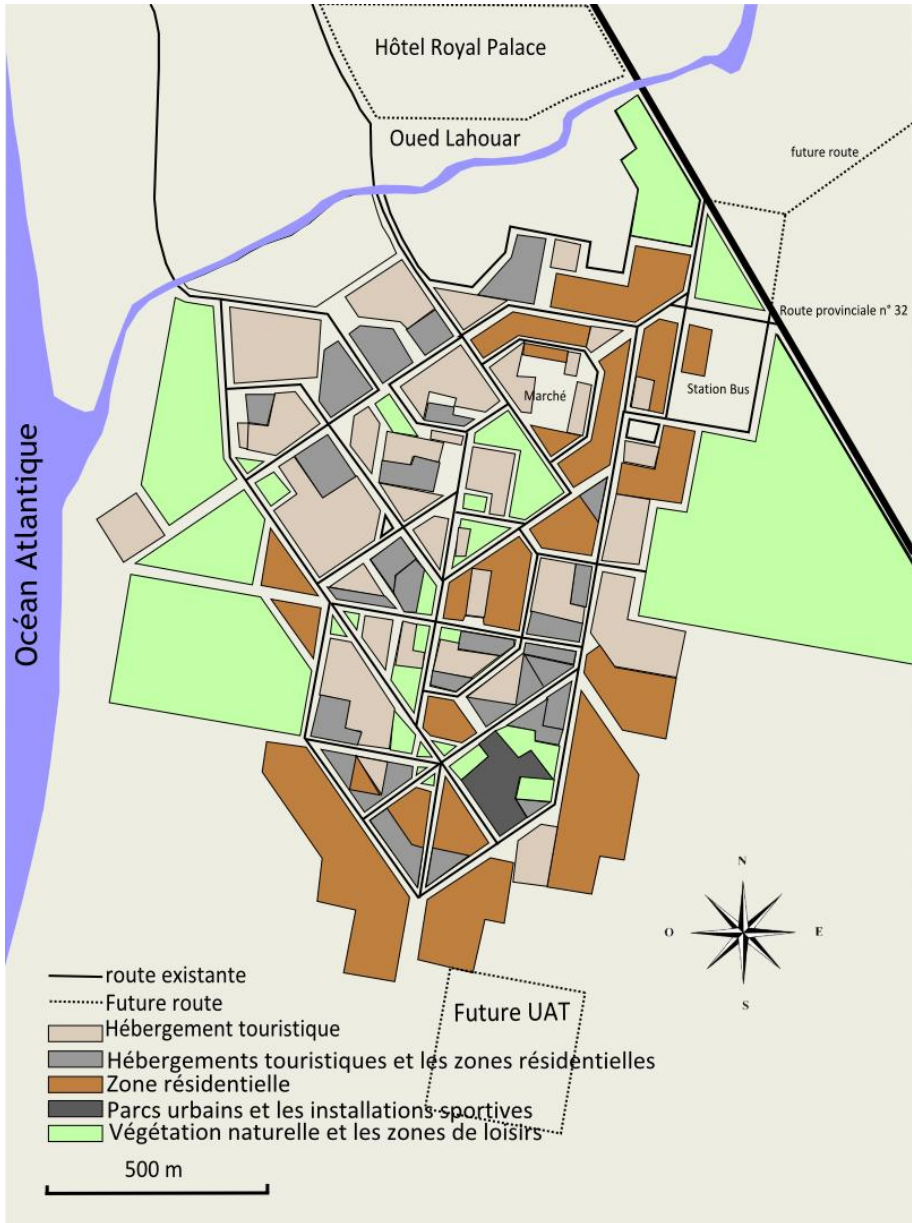 Hôtel Royal Palace
Oued Lahouar
future route
Route provinciale n° 32
Station Bus
Marché
Océan Atlantique
N
O
E
S
route existante
Future route
Hébergement touristique
Hébergements touristiques et les zones résidentielles
Zone résidentielle
Parcs urbains et les installations sportives
Végétation naturelle et les zones de loisirs
Future UAT
500 m